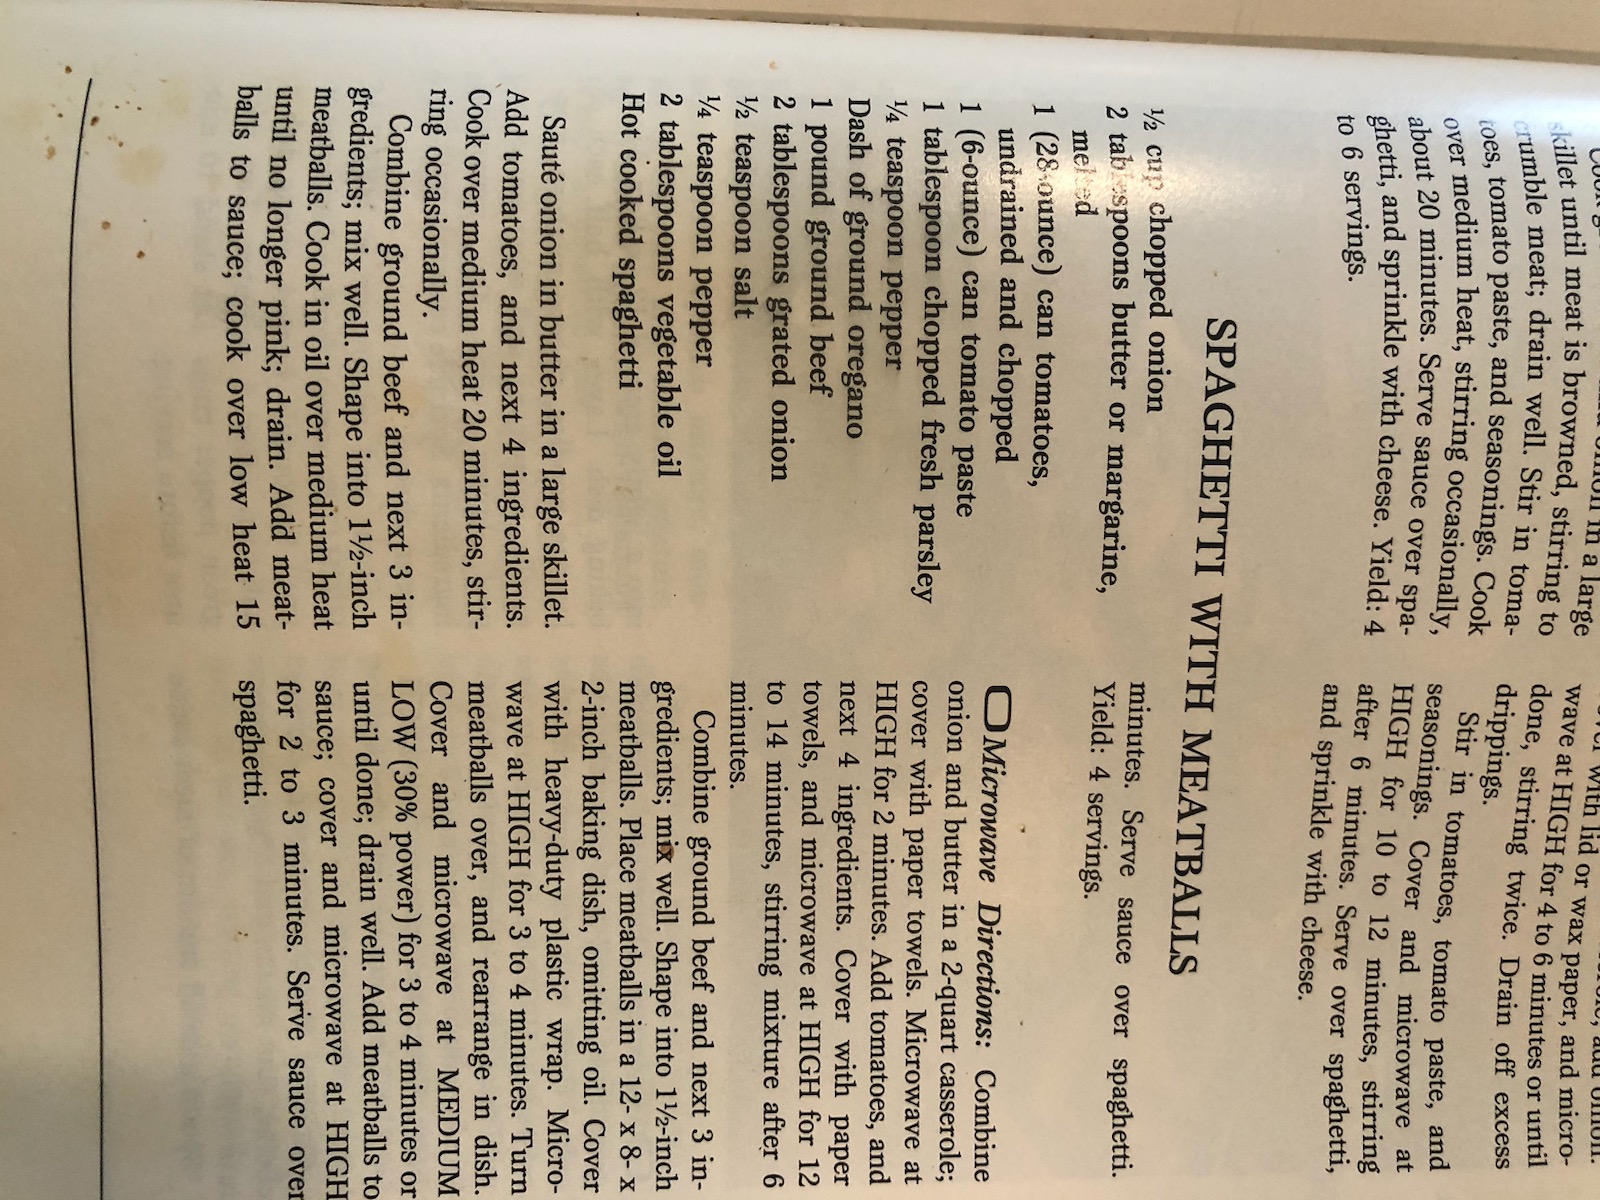 in a large
skillet until meat is browned, stirring to
crumble meat; drain well. Stir in toma-
toes, tomato paste, and seasonings. Cook
over medium heat, stirring occasionally,
about 20 minutes. Serve sauce over spa-
ghetti, and sprinkle with cheese. Yield: 4
to 6 servings.
with lid or wax paper, and micro-
wave at HIGH for 4 to 6 minutes or until
done, stirring twice. Drain off excess
drippings.
Stir in tomatoes, tomato paste, and
seasonings. Cover and microwave at
HIGH for 10 to 12 minutes, stirring
after 6 minutes. Serve over spaghetti,
and sprinkle with cheese.
SPAGHETTI WITH MEATBALLS
½ cup chopped onion
2 tablespoons butter or margarine,
melted
1 (28-ounce) can tomatoes,
undrained and chopped
1 (6-ounce) can tomato paste
1 tablespoon chopped fresh parsley
¼ teaspoon pepper
Dash of ground oregano
1 pound ground beef
2 tablespoons grated onion
½ teaspoon salt
¼ teaspoon pepper
2 tablespoons vegetable oil
Hot cooked spaghetti
Sauté onion in butter in a large skillet.
Add tomatoes, and next 4 ingredients.
Cook over medium heat 20 minutes, stir-
ring occasionally.
Combine ground beef and next 3 in-
gredients; mix well. Shape into 1½-inch
meatballs. Cook in oil over medium heat
until no longer pink; drain. Add meat-
balls to sauce; cook over low heat 15
minutes. Serve sauce over spaghetti.
Yield: 4 servings.
Microwave Directions: Combine
onion and butter in a 2-quart casserole;
cover with paper towels. Microwave at
HIGH for 2 minutes. Add tomatoes, and
next 4 ingredients. Cover with paper
towels, and microwave at HIGH for 12
to 14 minutes, stirring mixture after 6
minutes.
Combine ground beef and next 3 in-
gredients; mix well. Shape into 1½-inch
meatballs. Place meatballs in a 12- x 8- x
2-inch baking dish, omitting oil. Cover
with heavy-duty plastic wrap. Micro-
wave at HIGH for 3 to 4 minutes. Turn
meatballs over, and rearrange in dish.
Cover and microwave at MEDIUM
LOW (30% power) for 3 to 4 minutes or
until done; drain well. Add meatballs to
sauce; cover and microwave at HIGH
for 2 to 3 minutes. Serve sauce over
spaghetti.